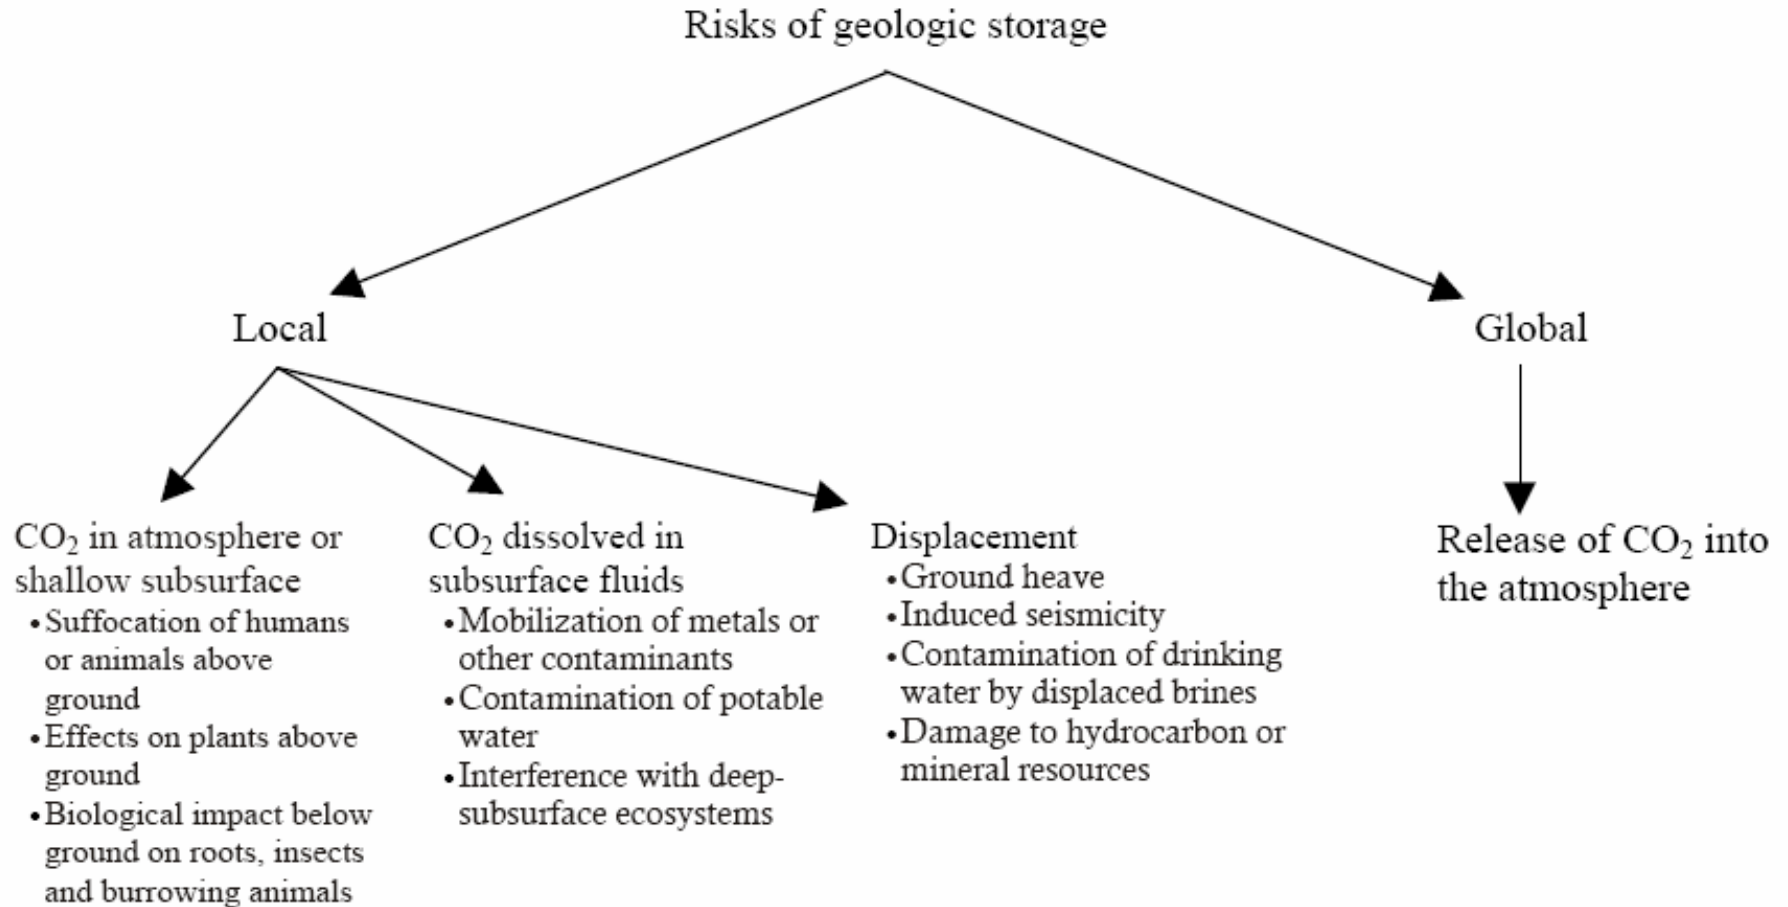 Risks of geologic storage
Local
Global
CO₂ in atmosphere or
shallow subsurface
•Suffocation of humans
or animals above
ground
•Effects on plants above
ground
•Biological impact below
ground on roots, insects
and burrowing animals
CO₂ dissolved in
subsurface fluids
•Mobilization of metals or
other contaminants
•Contamination of potable
water
•Interference with deep-
subsurface ecosystems
Displacement
•Ground heave
•Induced seismicity
•Contamination of drinking
water by displaced brines
•Damage to hydrocarbon or
mineral resources
Release of CO₂ into
the atmosphere